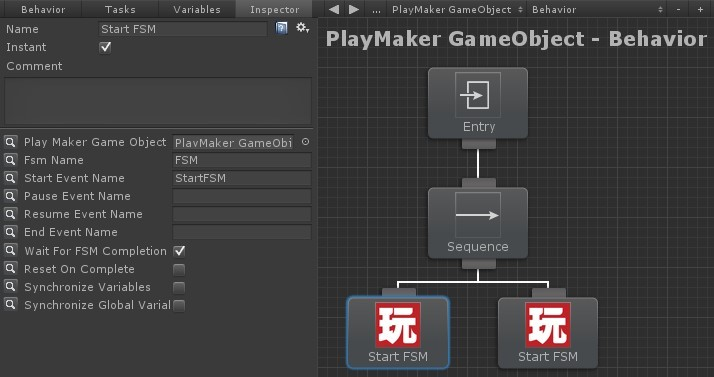 Behavior Tasks Variables Inspector
Name Start FSM
Instant
Comment
Play Maker Game Object PlayMaker GameObj
Fsm Name FSM
Start Event Name StartFSM
Pause Event Name
Resume Event Name
End Event Name
Wait For FSM Completion
Reset On Complete
Synchronize Variables
Synchronize Global Varial
... PlayMaker GameObject Behavior - +
PlayMaker GameObject - Behavior
Entry
Sequence
玩 玩
Start FSM Start FSM